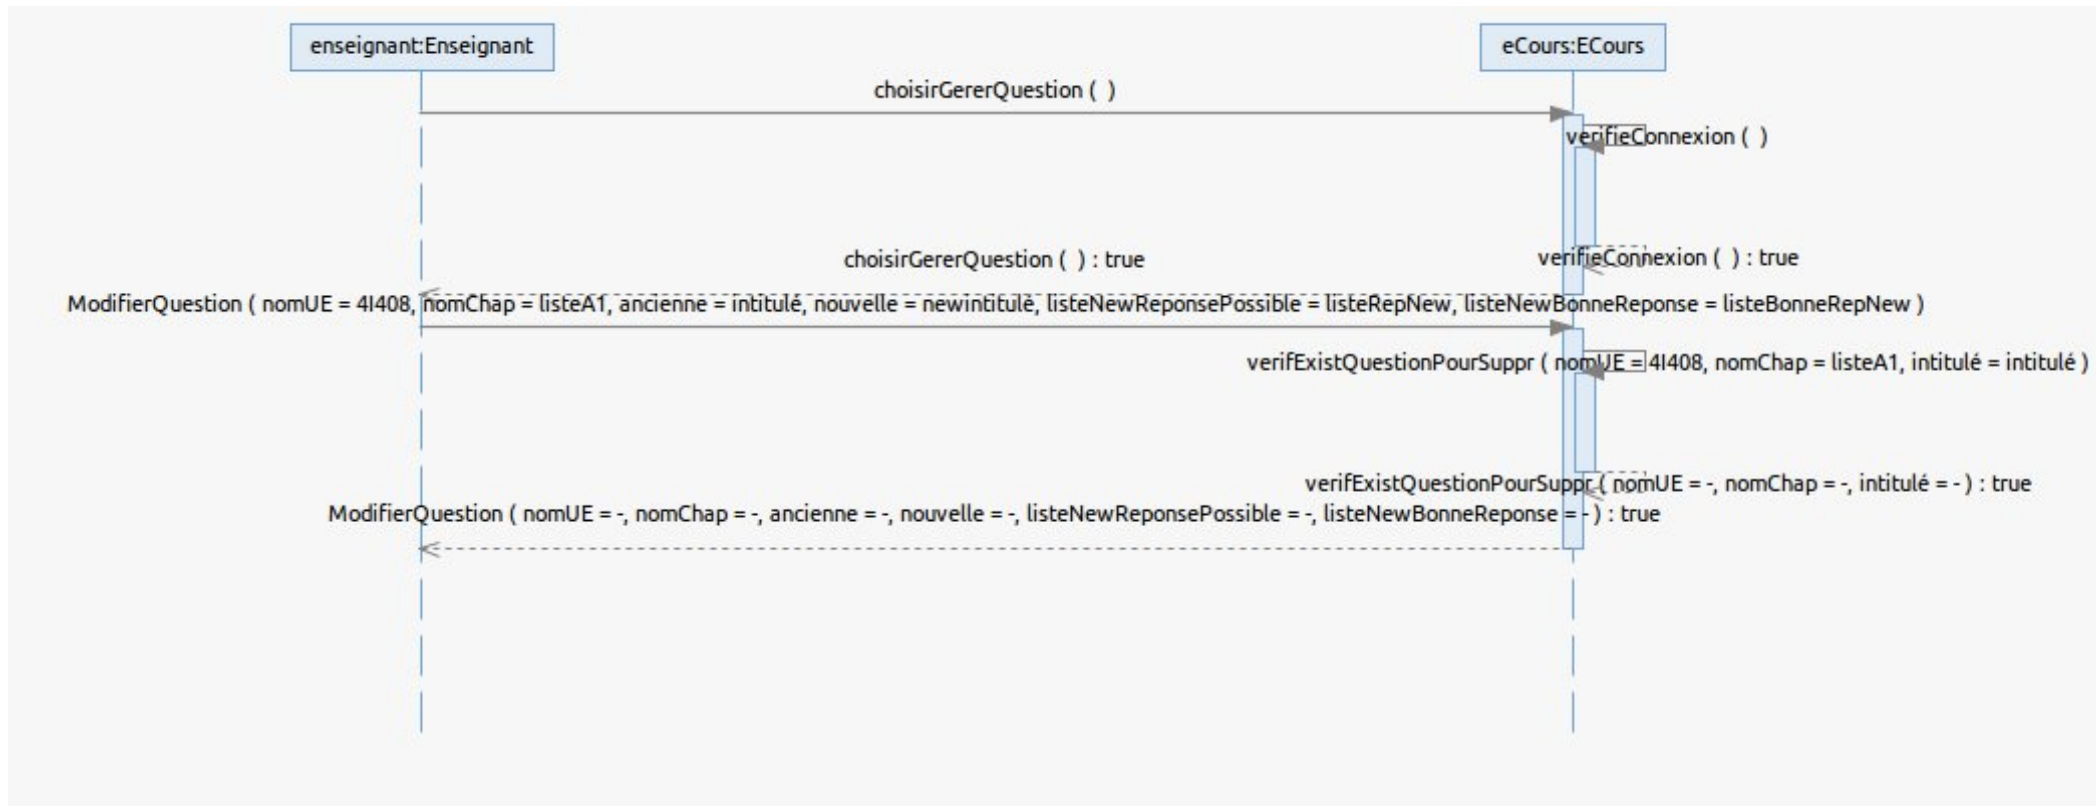 enseignant:Enseignant
eCours:ECours
choisirGererQuestion ( )
verifieConnexion ( )
choisirGererQuestion ( ) : true
verifieConnexion ( ) : true
ModifierQuestion ( nomUE = 4I408, nomChap = listeA1, ancienne = intitulé, nouvelle = newintitulè, listeNewReponsePossible = listeRepNew, listeNewBonneReponse = listeBonneRepNew )
verifExistQuestionPourSuppr ( nomUE = 4I408, nomChap = listeA1, intitulé = intitulé )
verifExistQuestionPourSuppr ( nomUE = -, nomChap = -, intitulé = - ) : true
ModifierQuestion ( nomUE = -, nomChap = -, ancienne = -, nouvelle = -, listeNewReponsePossible = -, listeNewBonneReponse = - ) : true